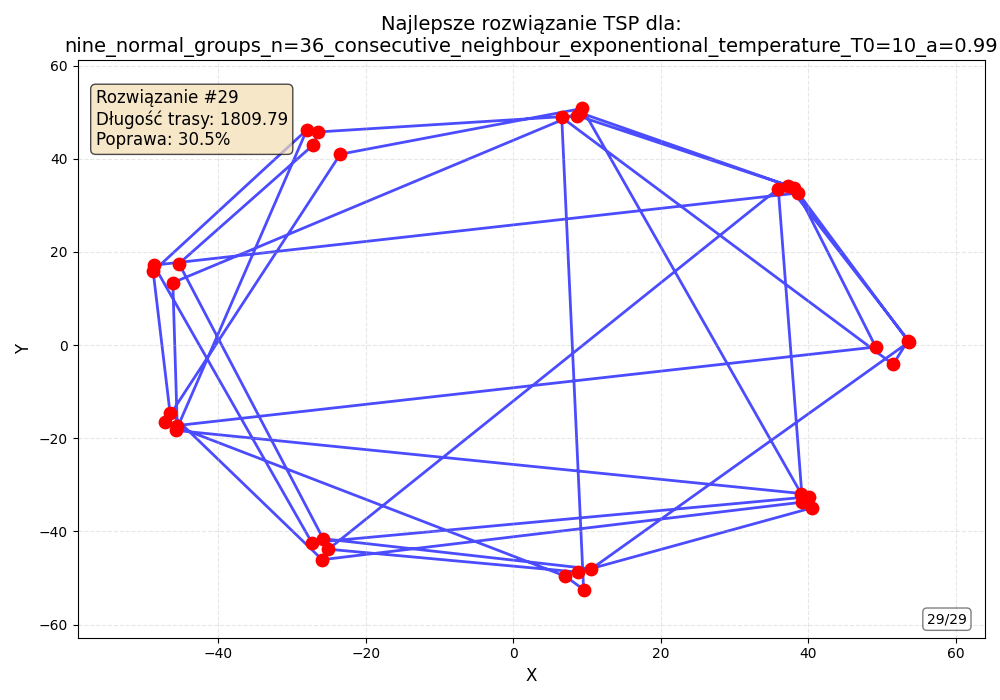 Najlepsze rozwiązanie TSP dla:
nine_normal_groups_n=36_consecutive_neighbour_exponential_temperature_T0=10_a=0.99
Rozwiązanie #29
Długość trasy: 1809.79
Poprawa: 30.5%
60
40
20
0
−20
−40
−60
Y
29/29
−40
−20
0
20
40
60
X